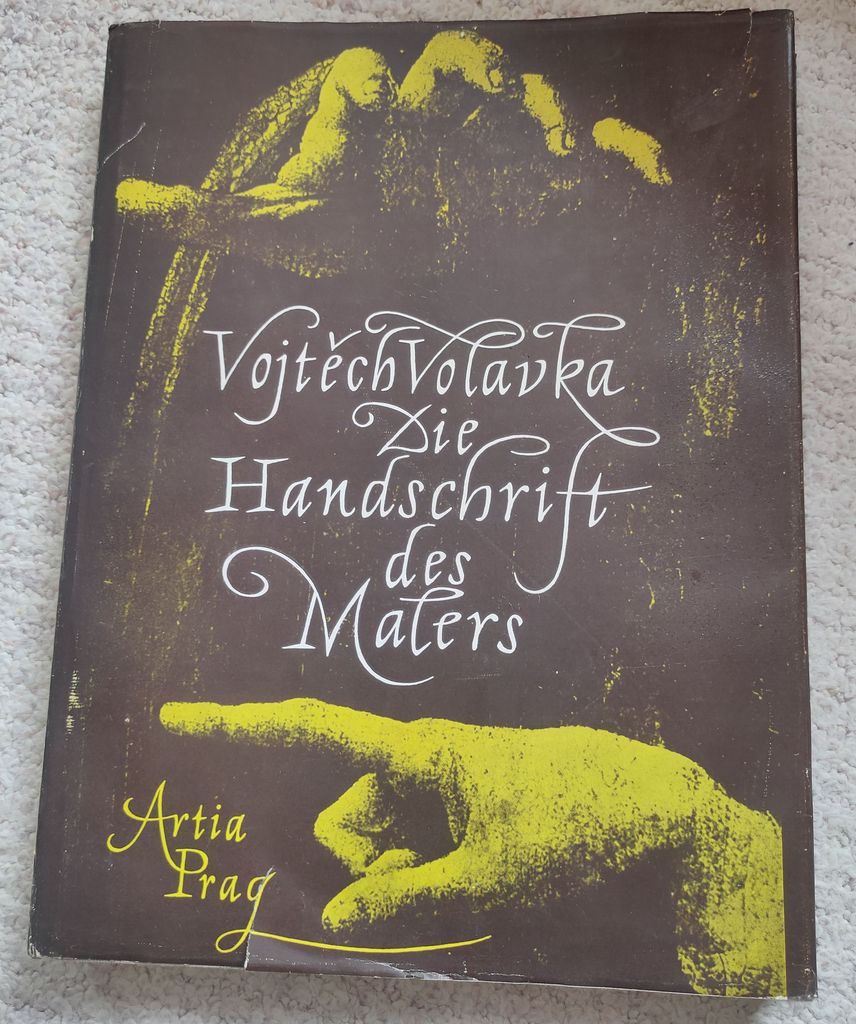 Vojtěch Volavka
Die
Handschrift
des
Malers
Artia
Prag